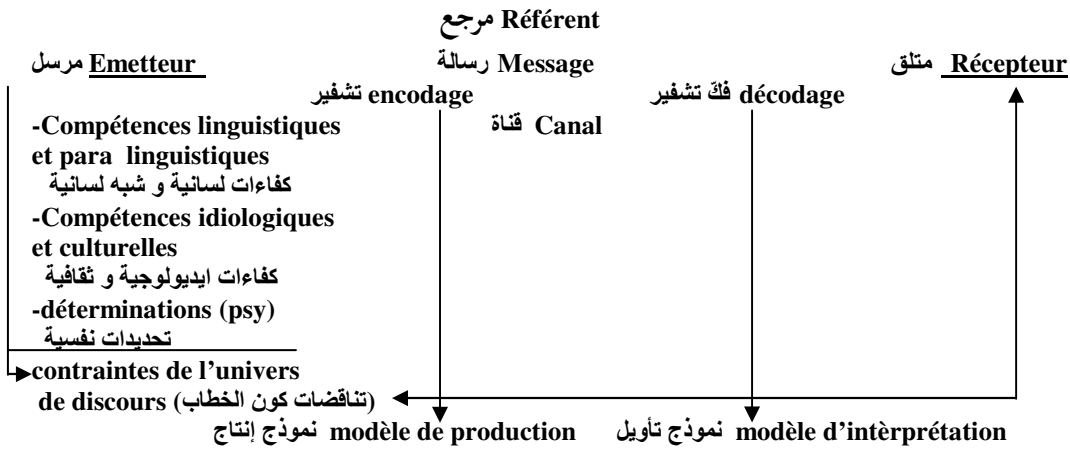 مرجع Référent
مرسل Emetteur رسالة Message متلق Récepteur
تشفير encodage فكّ تشفير décodage
-Compétences linguistiques قناة Canal
et para linguistiques
كفاءات لسانية و شبه لسانية
-Compétences idiologiques
et culturelles
كفاءات ايديولوجية و ثقافية
-déterminations (psy)
تحديدات نفسية
contraintes de l’univers
de discours (تناقضات كون الخطاب)
نموذج إنتاج modèle de production نموذج تأويل modèle d’intèrprétation